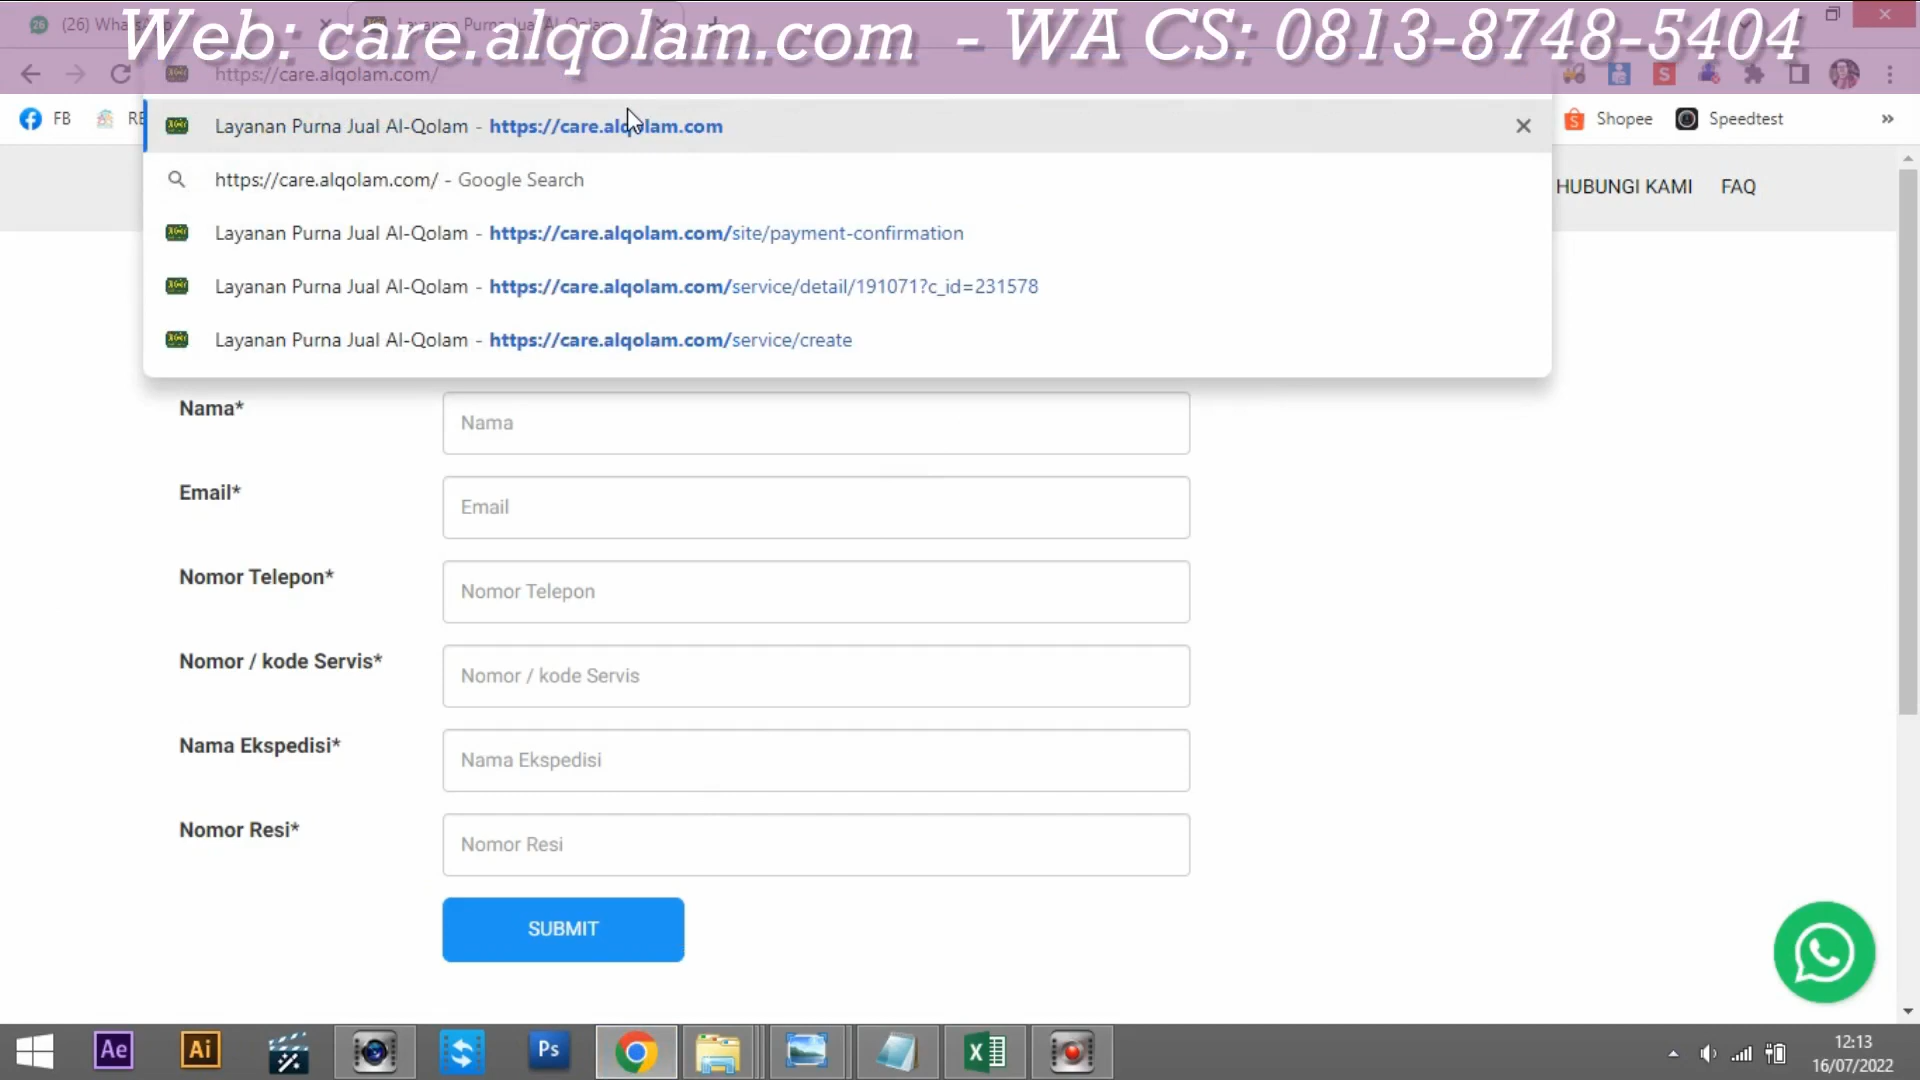 Web: care.alqolam.com - WA CS: 0813-8748-5404
https://care.alqolam.com/
FB
Layanan Purna Jual Al-Qolam - https://care.alqolam.com
Shopee
Speedtest
https://care.alqolam.com/ - Google Search
HUBUNGI KAMI
FAQ
Layanan Purna Jual Al-Qolam - https://care.alqolam.com/site/payment-confirmation
Layanan Purna Jual Al-Qolam - https://care.alqolam.com/service/detail/191071?c_id=231578
Layanan Purna Jual Al-Qolam - https://care.alqolam.com/service/create
Nama*
Nama
Email*
Email
Nomor Telepon*
Nomor Telepon
Nomor / kode Servis*
Nomor / kode Servis
Nama Ekspedisi*
Nama Ekspedisi
Nomor Resi*
Nomor Resi
SUBMIT
Ae
Ai
Ps
12:13
16/07/2022